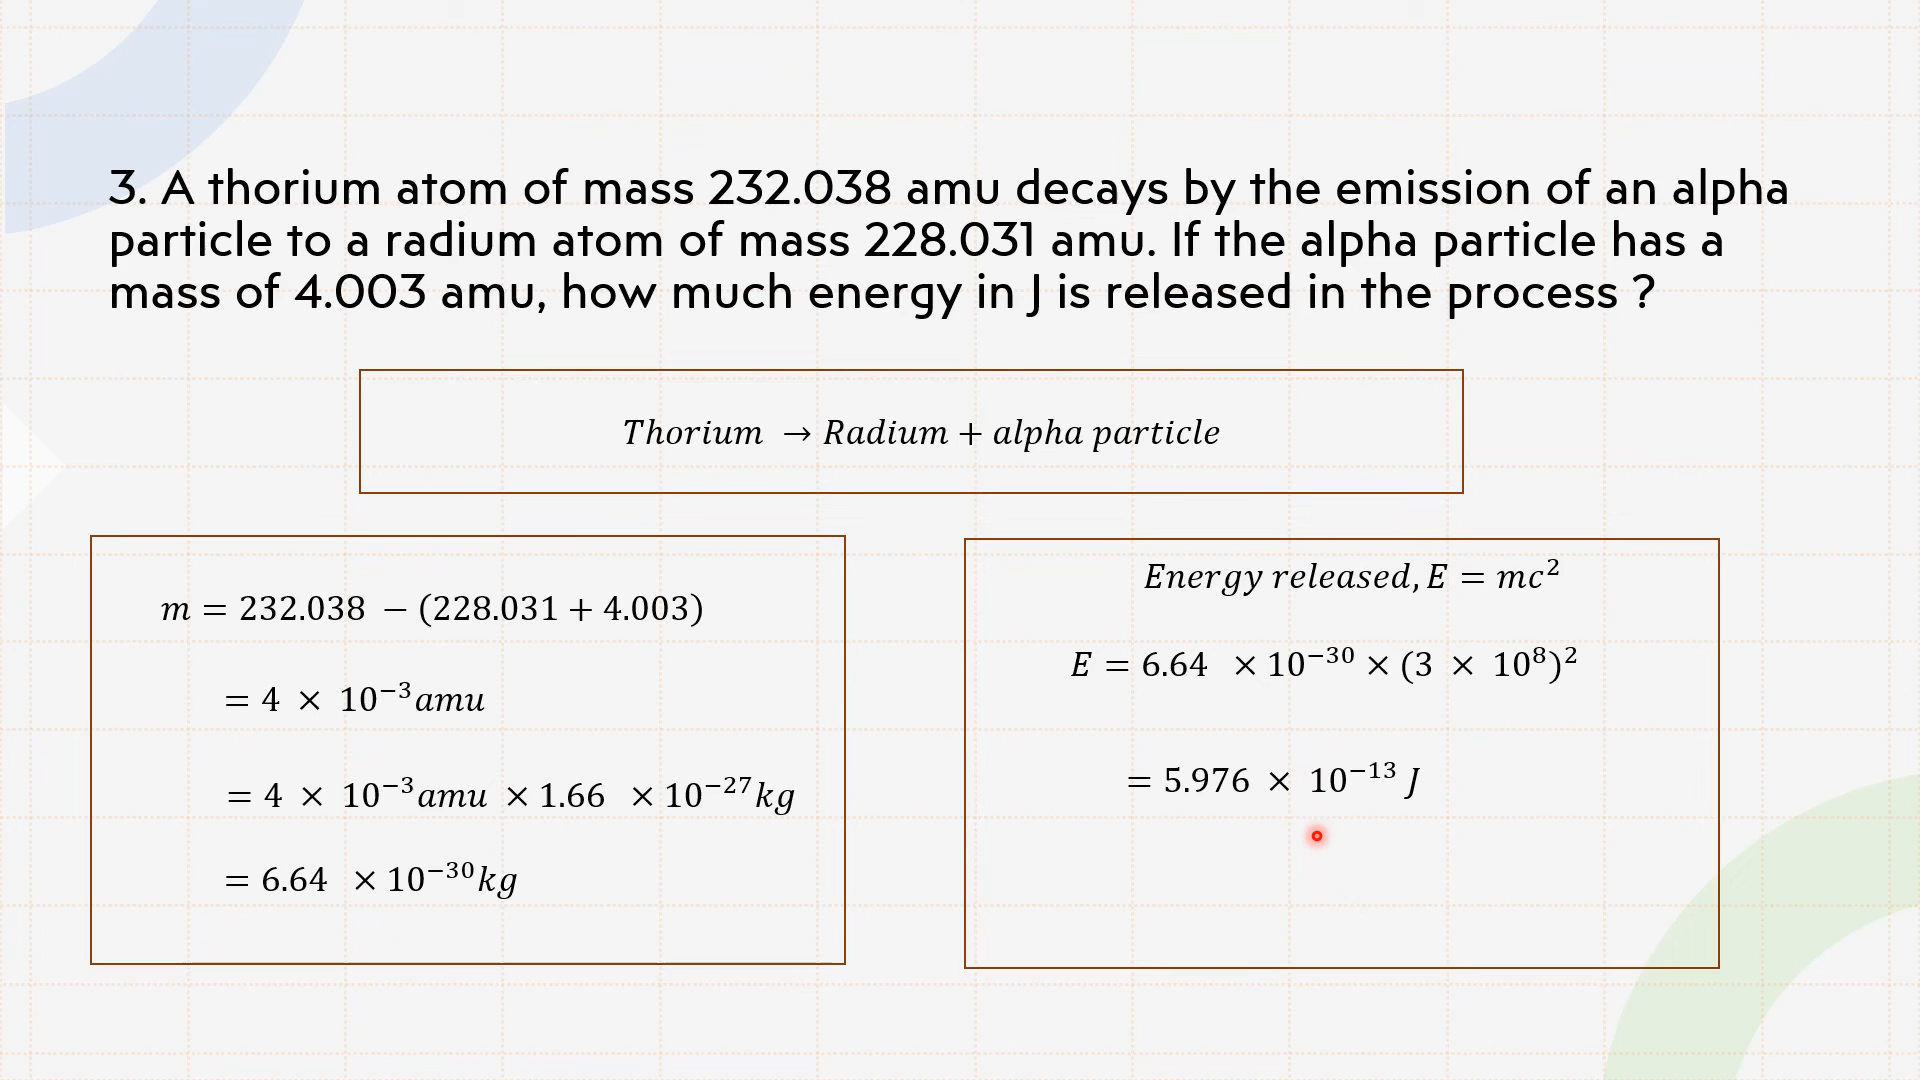 3. A thorium atom of mass 232.038 amu decays by the emission of an alpha
particle to a radium atom of mass 228.031 amu. If the alpha particle has a
mass of 4.003 amu, how much energy in J is released in the process ?
Thorium → Radium + alpha particle
m = 232.038 − (228.031 + 4.003)
= 4 × 10⁻³amu
= 4 × 10⁻³amu × 1.66 × 10⁻²⁷kg
= 6.64 × 10⁻³⁰kg
Energy released, E = mc²
E = 6.64 × 10⁻³⁰ × (3 × 10⁸)²
= 5.976 × 10⁻¹³ J